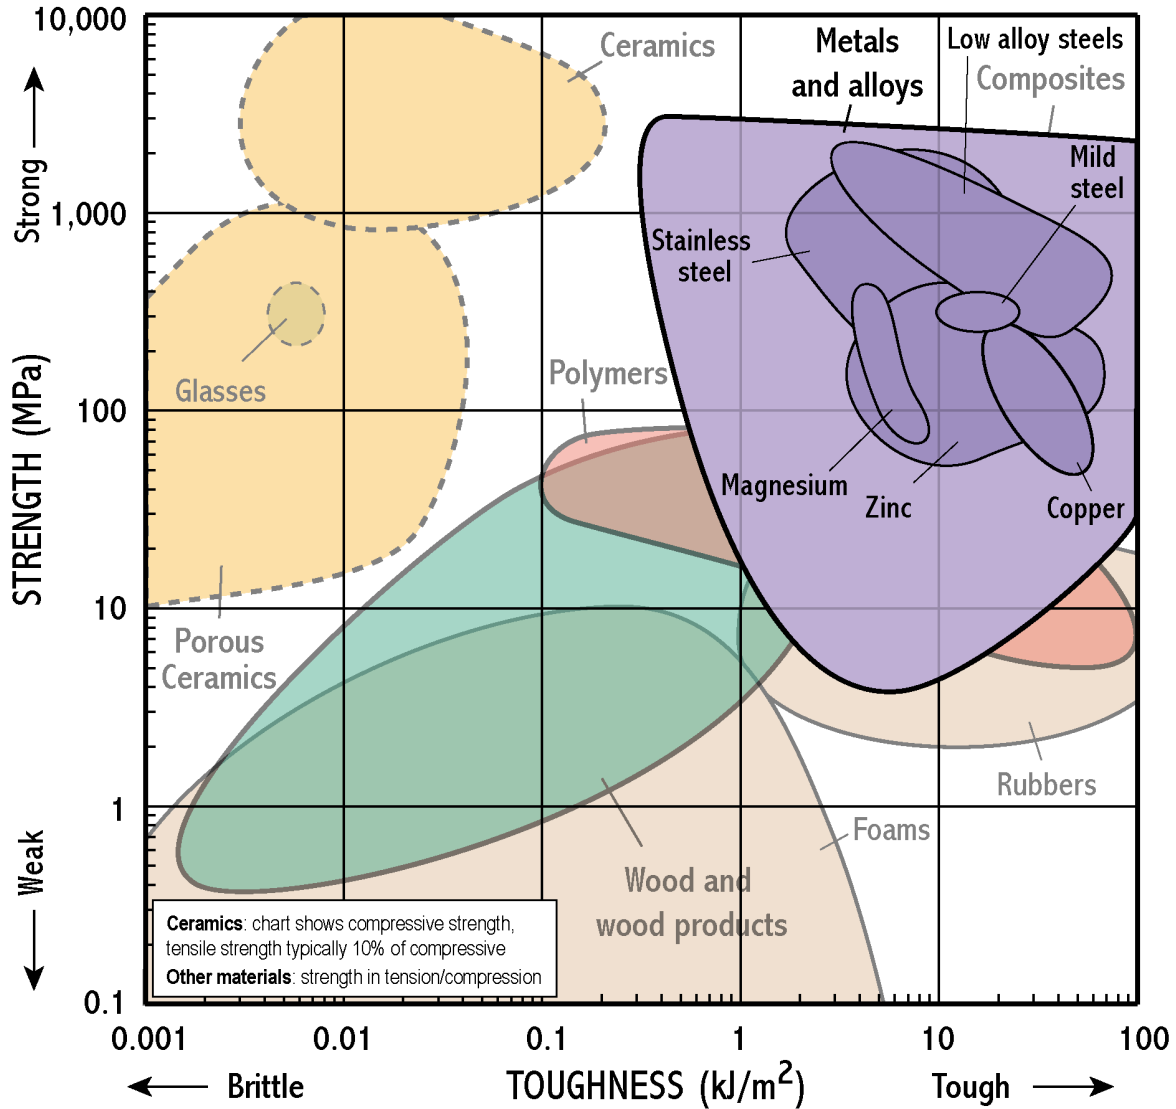 10,000
1,000
100
10
1
0.1
Strong
STRENGTH (MPa)
Weak
Ceramics
Metals
and alloys
Low alloy steels
Composites
Mild
steel
Stainless
steel
Glasses
Polymers
Magnesium
Zinc
Copper
Porous
Ceramics
Rubbers
Foams
Wood and
wood products
Ceramics: chart shows compressive strength,
tensile strength typically 10% of compressive
Other materials: strength in tension/compression
0.001
0.01
0.1
1
10
100
Brittle
TOUGHNESS (kJ/m²)
Tough